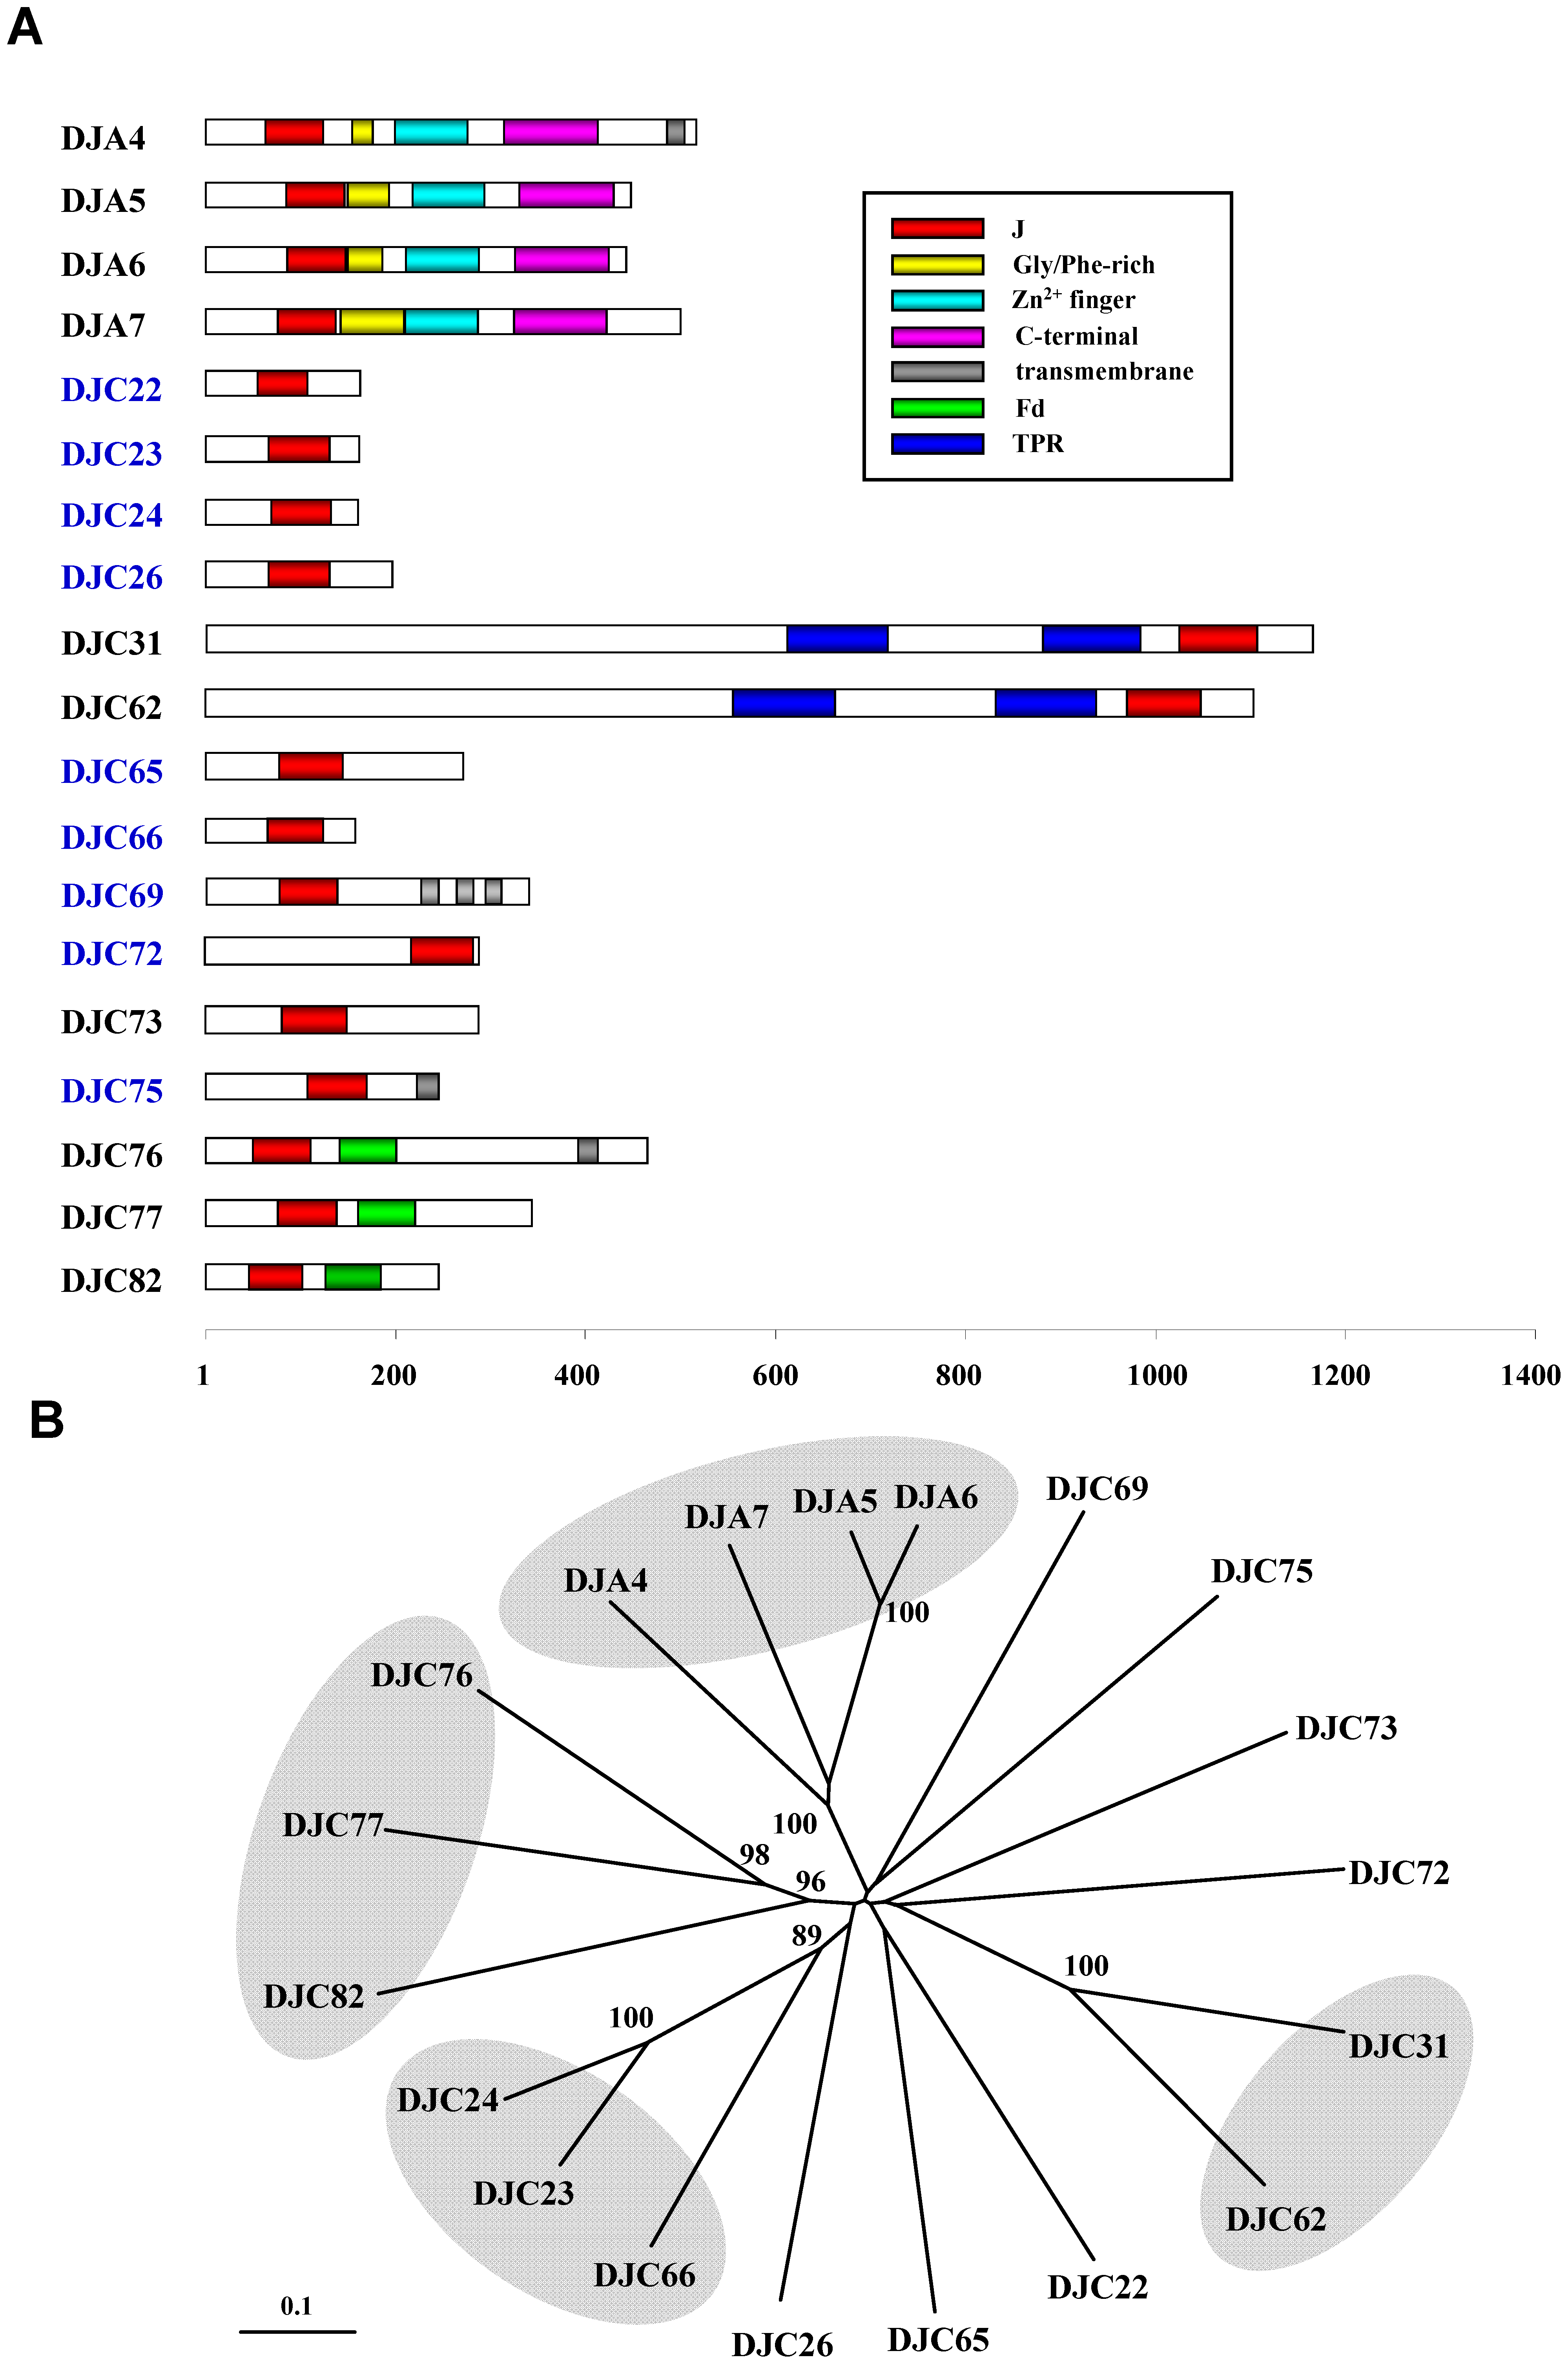 A
DJA4
DJA5
DJA6
DJA7
DJC22
DJC23
DJC24
DJC26
DJC31
DJC62
DJC65
DJC66
DJC69
DJC72
DJC73
DJC75
DJC76
DJC77
DJC82
J
Gly/Phe-rich
Zn²⁺ finger
C-terminal
transmembrane
Fd
TPR
1 200 400 600 800 1000 1200 1400
B
DJC69
DJA5 DJA6
DJA7
DJC75
DJA4
100
DJC76
DJC73
100
DJC77
98
DJC72
96
89
100
DJC82
100
DJC31
DJC24
DJC23
DJC62
DJC66
DJC22
0.1
DJC65
DJC26